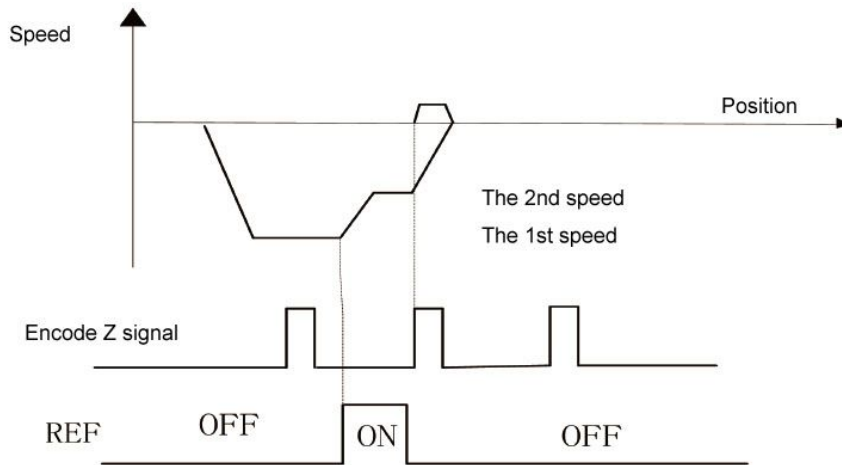 Speed
Position
The 2nd speed
The 1st speed
Encode Z signal
REF OFF ON OFF